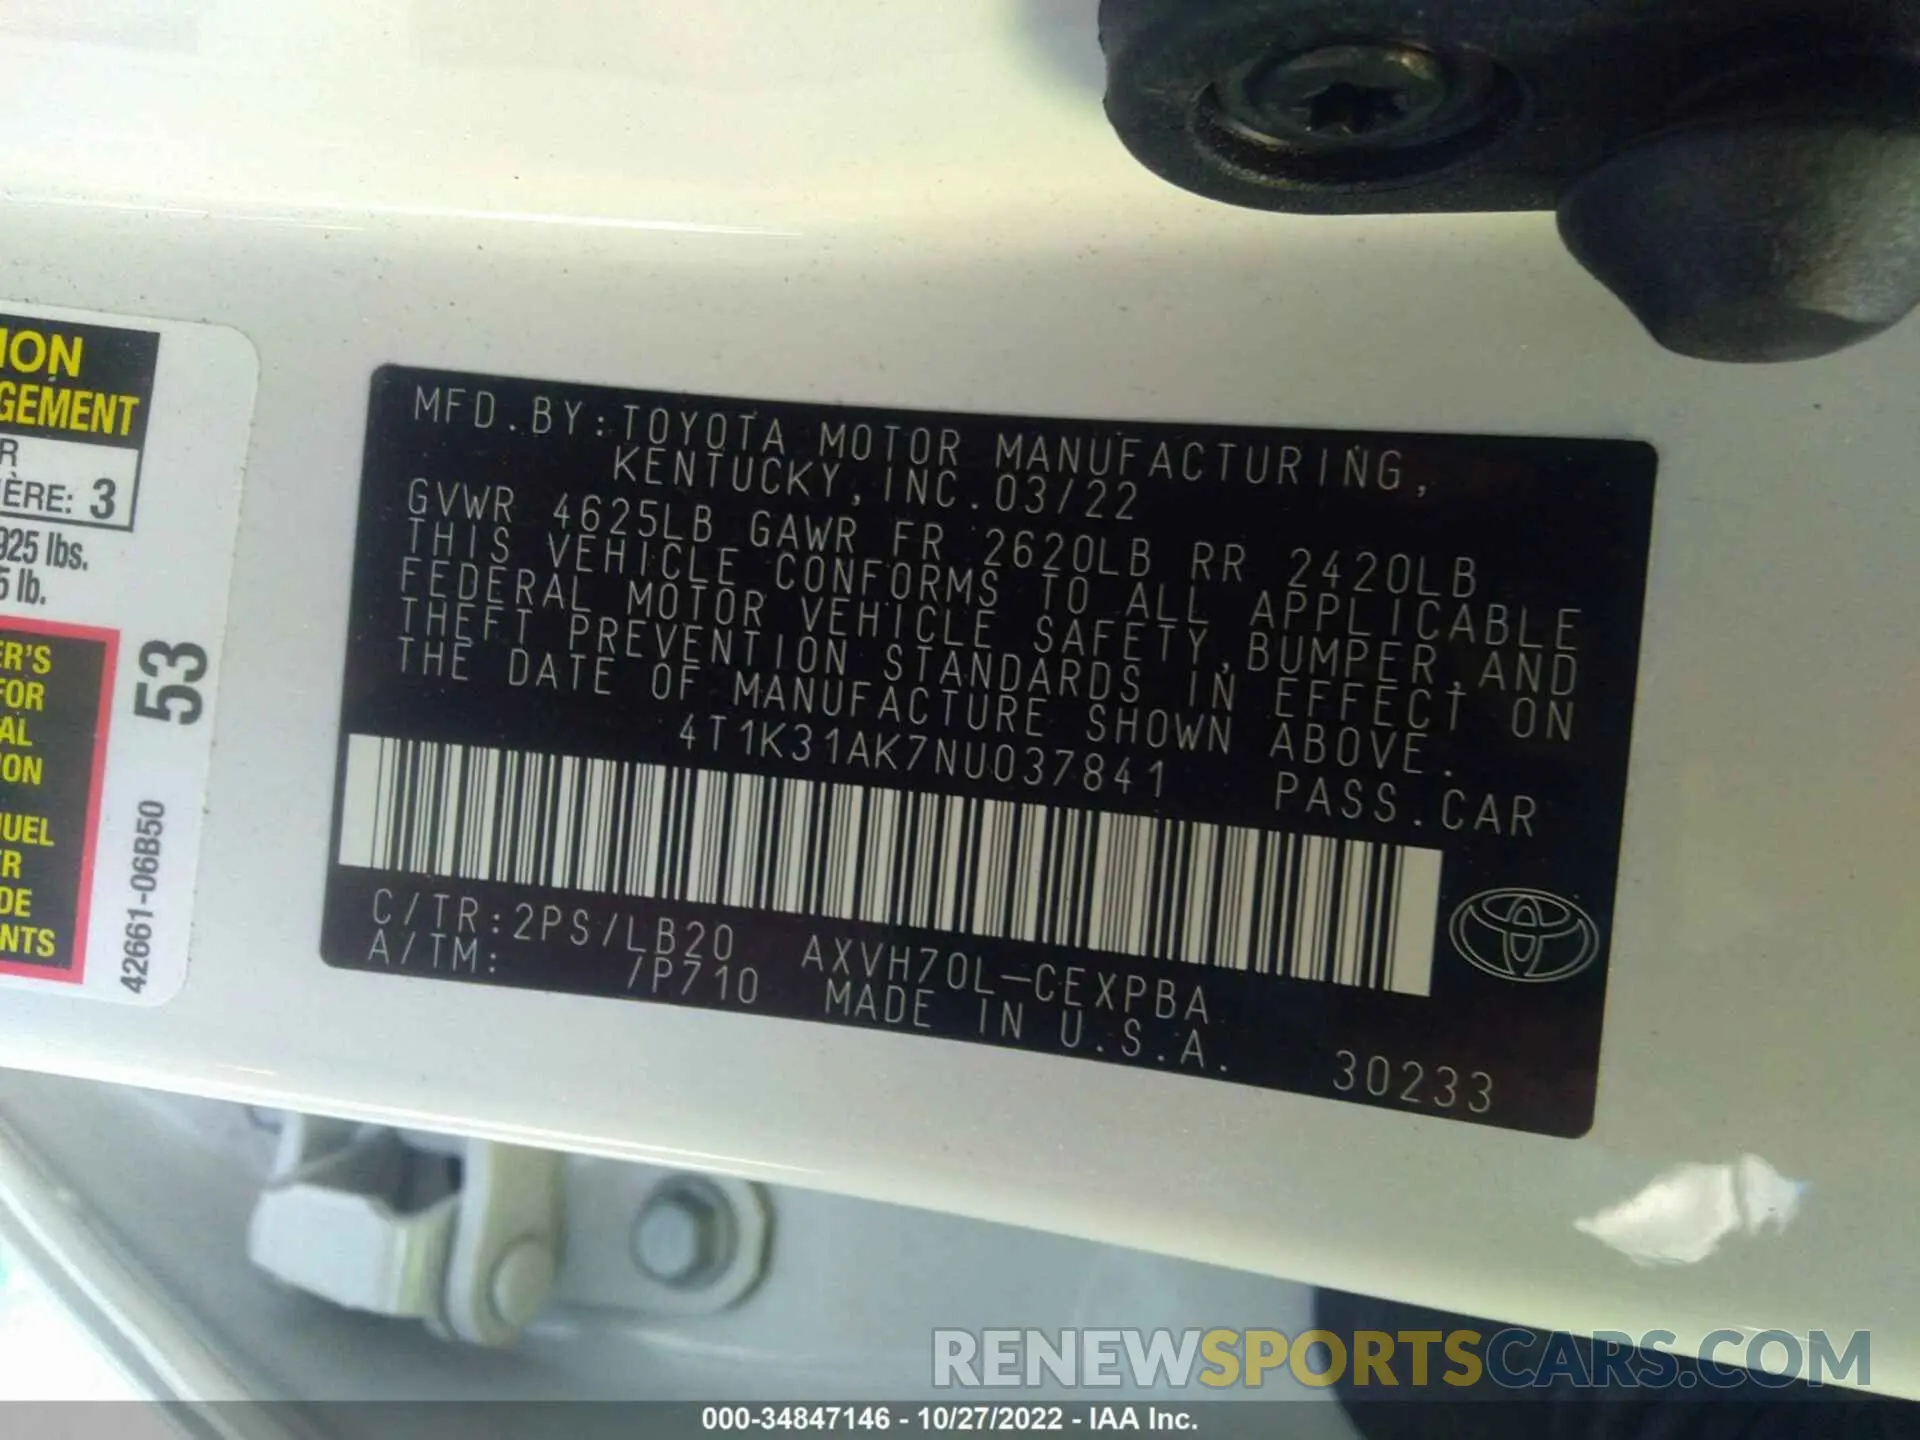 ION
GEMENT
R
IÈRE: 3
925 lbs.
5 lb.
ER'S
FOR
AL
ION
UEL
ER
DE
NTS
53
42661-06B50
MFD.BY:TOYOTA MOTOR MANUFACTURING,
KENTUCKY,INC.03/22
GVWR 4625LB GAWR FR 2620LB RR 2420LB
THIS VEHICLE CONFORMS TO ALL APPLICABLE
FEDERAL MOTOR VEHICLE SAFETY,BUMPER,AND
THEFT PREVENTION STANDARDS IN EFFECT ON
THE DATE OF MANUFACTURE SHOWN ABOVE.
4T1K31AK7NU037841 PASS.CAR
C/TR:2PS/LB20 AXVH70L-CEXPBA
A/TM: /P710 MADE IN U.S.A.
30233
RENEWSPORTSCARS.COM
000-34847146 - 10/27/2022 - IAA Inc.